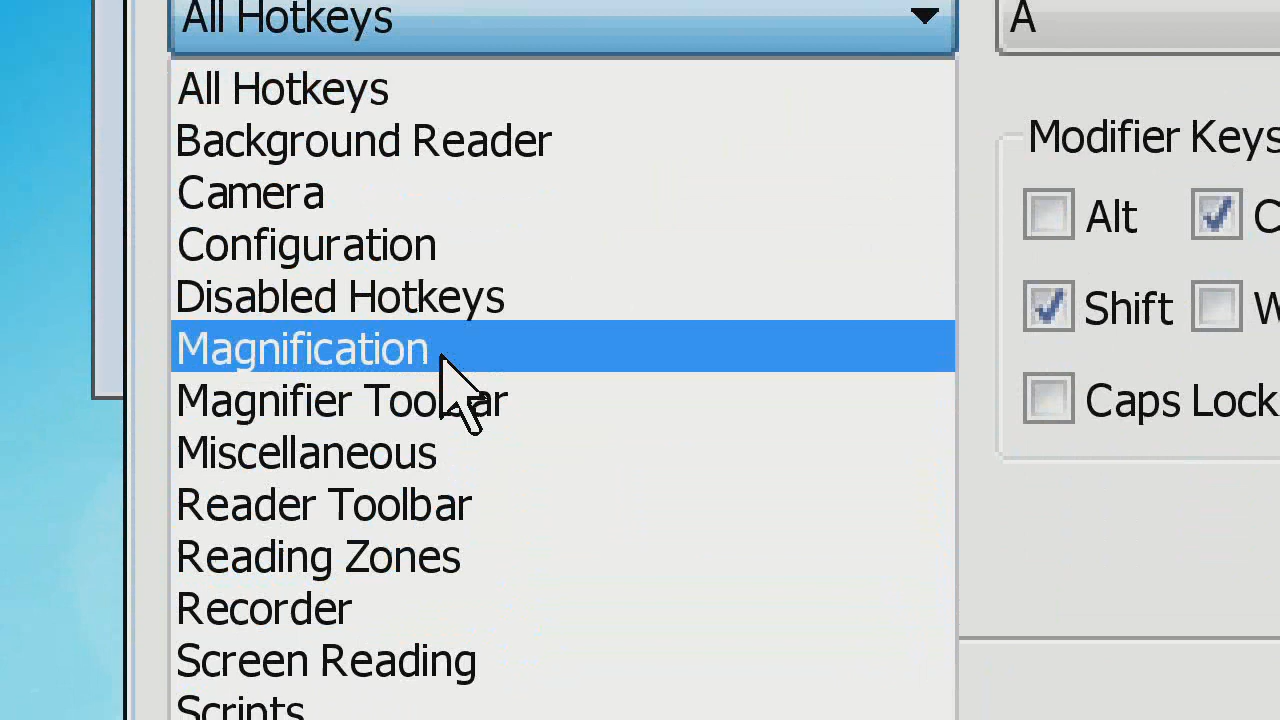 All Hotkeys
A
All Hotkeys
Background Reader
Camera
Configuration
Disabled Hotkeys
Magnification
Magnifier Toolbar
Miscellaneous
Reader Toolbar
Reading Zones
Recorder
Screen Reading
Scripts
Modifier Keys
Alt
Shift
Caps Lock